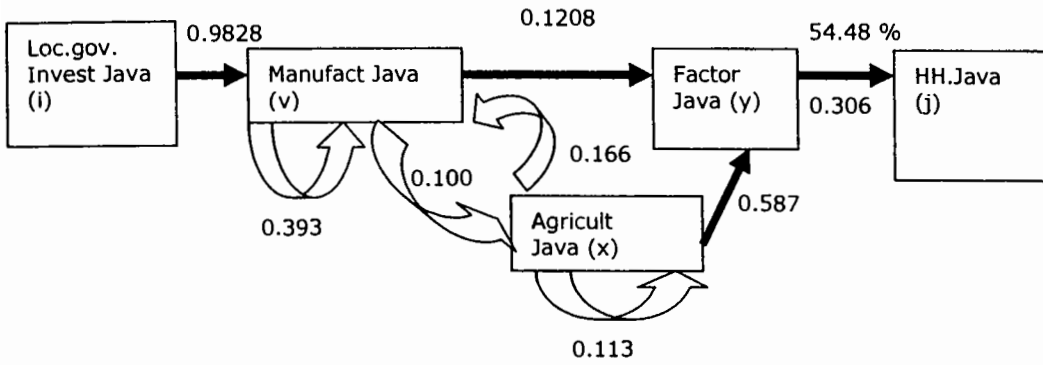 0.1208
54.48 %
Loc.gov.
Invest Java
(i)
0.9828
Manufact Java
(v)
Factor
Java (y)
HH.Java
(j)
0.306
0.166
0.100
0.587
0.393
Agricult
Java (x)
0.113